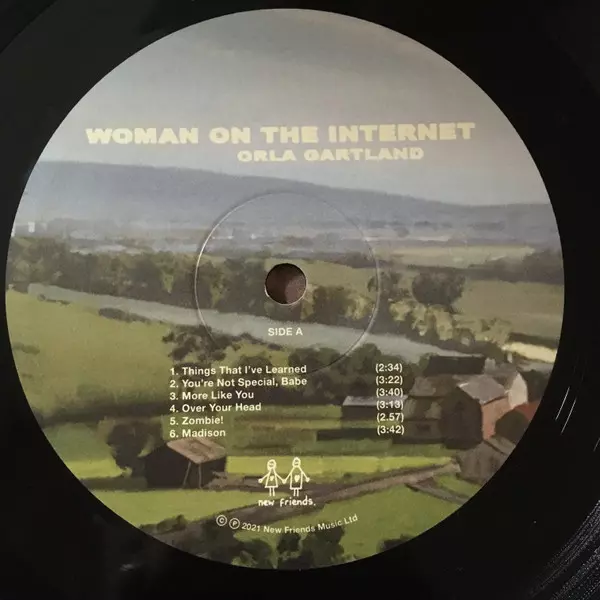 WOMAN ON THE INTERNET
ORLA GARTLAND
SIDE A
1. Things That I've Learned (2:34)
2. You're Not Special, Babe (3:22)
3. More Like You (3:40)
4. Over Your Head (3:13)
5. Zombie! (2.57)
6. Madison (3:42)
new friends.
© ℗ 2021 New Friends Music Ltd